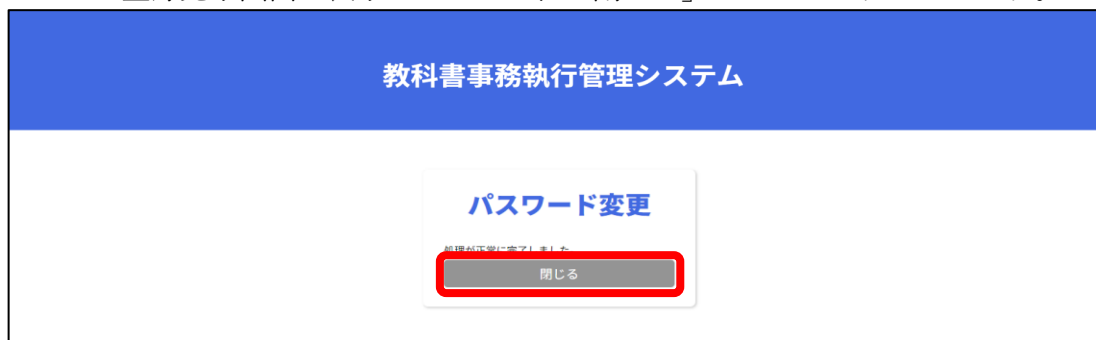 教科書事務執行管理システム
パスワード変更
処理が正常に完了しました
閉じる